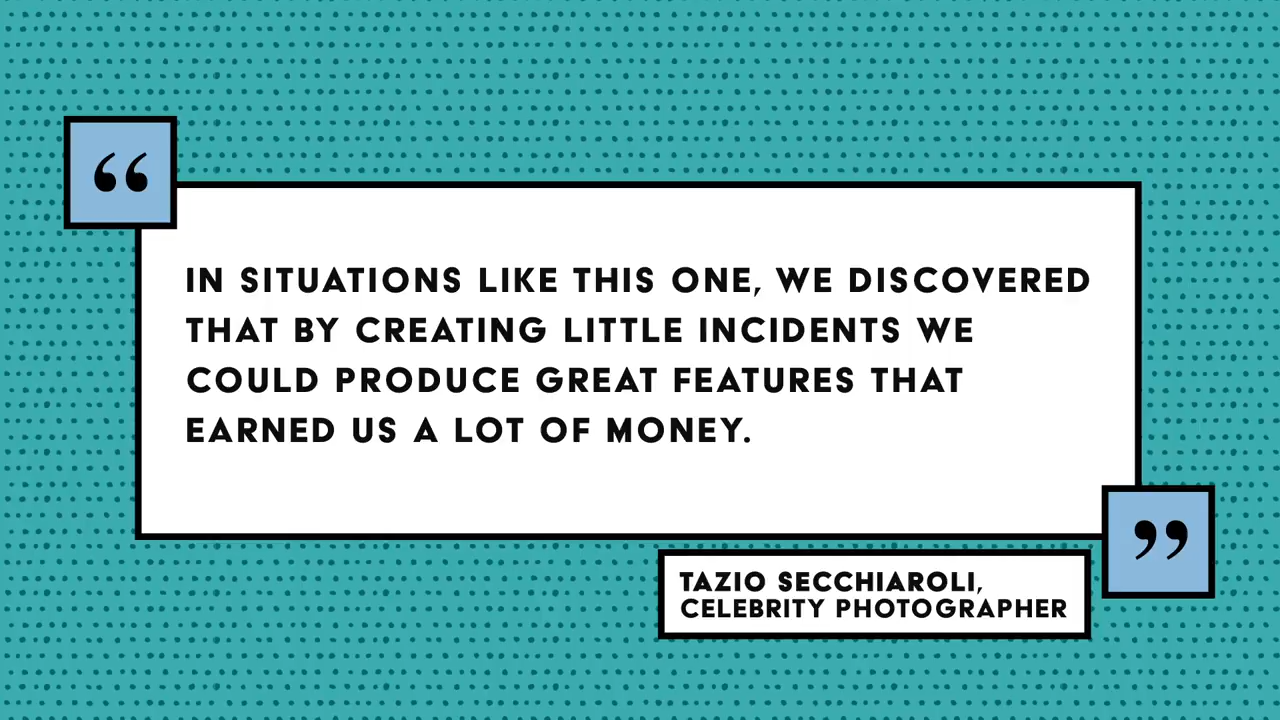 “
IN SITUATIONS LIKE THIS ONE, WE DISCOVERED
THAT BY CREATING LITTLE INCIDENTS WE
COULD PRODUCE GREAT FEATURES THAT
EARNED US A LOT OF MONEY.
”
TAZIO SECCHIAROLI,
CELEBRITY PHOTOGRAPHER